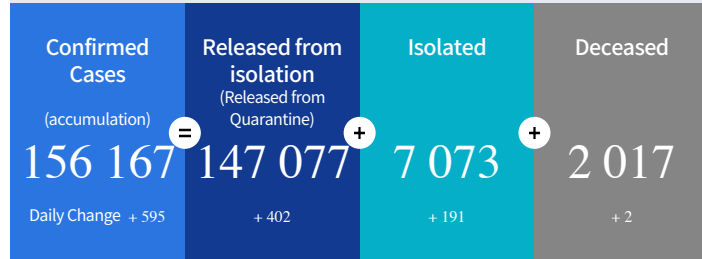 Confirmed
Cases
(accumulation)
=
156 167
Daily Change + 595
Released from
isolation
(Released from
Quarantine)
+
147 077
+ 402
Isolated
+
7 073
+ 191
Deceased
2 017
+ 2